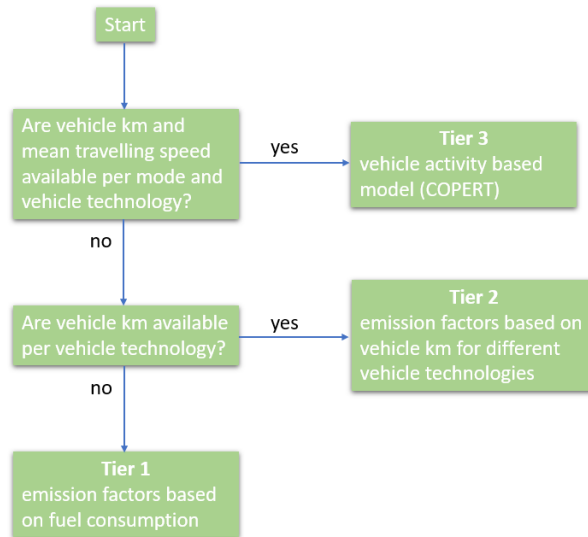 Start
Are vehicle km and
mean travelling speed
available per mode and
vehicle technology?
yes
Tier 3
vehicle activity based
model (COPERT)
no
Are vehicle km available
per vehicle technology?
yes
Tier 2
emission factors based on
vehicle km for different
vehicle technologies
no
Tier 1
emission factors based
on fuel consumption